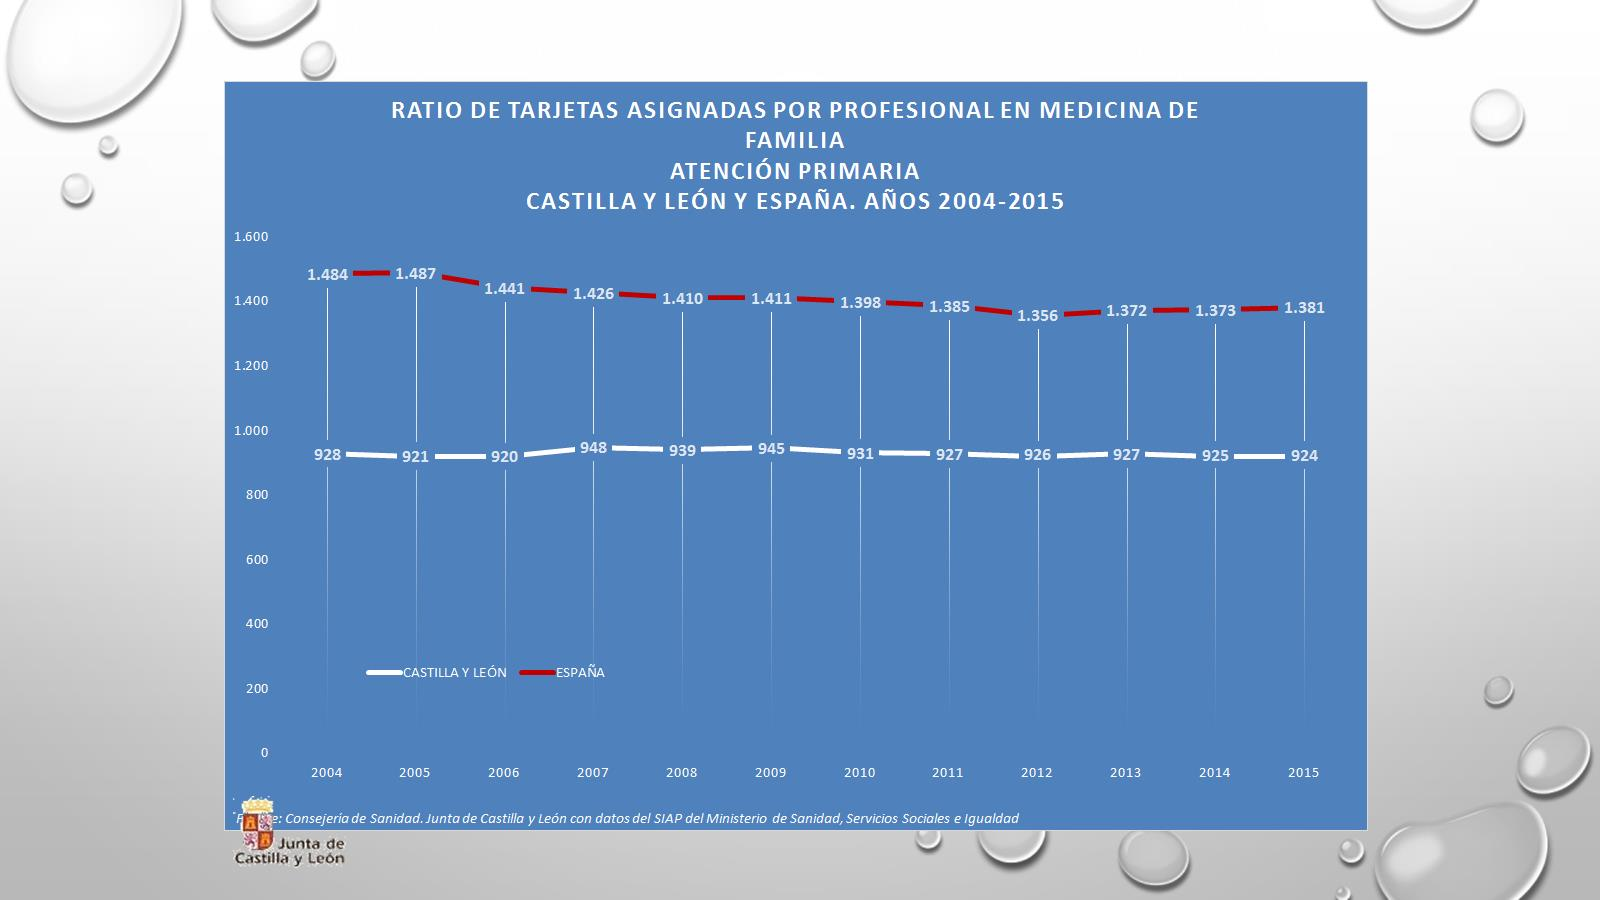 RATIO DE TARJETAS ASIGNADAS POR PROFESIONAL EN MEDICINA DE
FAMILIA
ATENCIÓN PRIMARIA
CASTILLA Y LEÓN Y ESPAÑA. AÑOS 2004-2015
1.600
1.484 1.487 1.441 1.426 1.410 1.411 1.398 1.385 1.356 1.372 1.373 1.381
1.400
1.200
1.000
928 921 920 948 939 945 931 927 926 927 925 924
800
600
400
CASTILLA Y LEÓN ESPAÑA
200
0
2004 2005 2006 2007 2008 2009 2010 2011 2012 2013 2014 2015
Consejería de Sanidad. Junta de Castilla y León con datos del SIAP del Ministerio de Sanidad, Servicios Sociales e Igualdad
Junta de
Castilla y León